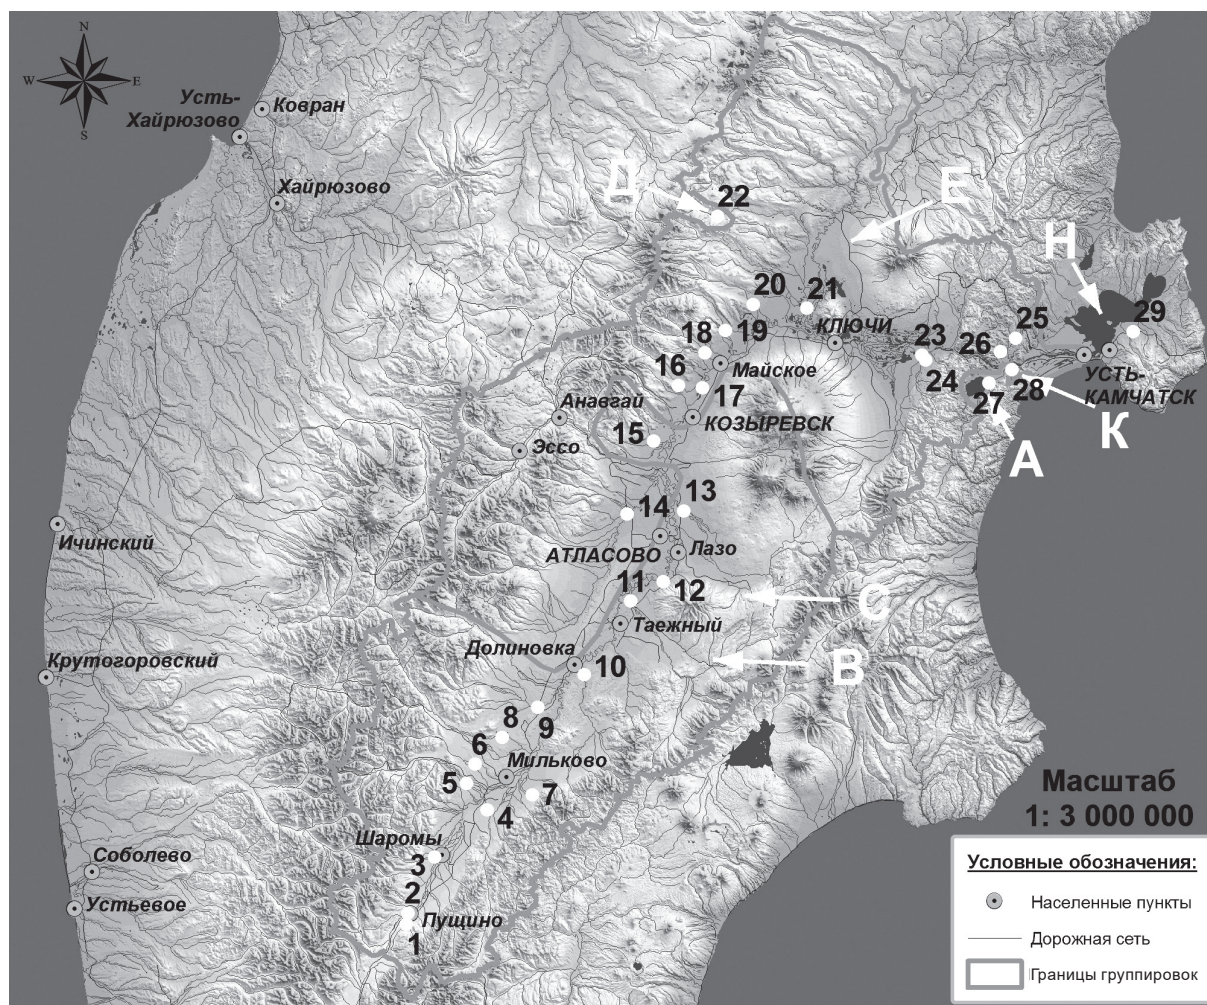 N
W E
S
Усть-
Хайрюзово
Ковран
Хайрюзово
Д
22
Е
Н
20
21
КЛЮЧИ
18
19
23
25
29
26
16
Майское
24
УСТЬ-
КАМЧАТСК
17
27
28
Анавгай
КОЗЫРЕВСК
К
15
Эссо
А
13
14
Ичинский
АТЛАСОВО
Лазо
11
12
С
Таежный
Долиновка
Крутогоровский
10
В
8
9
6
Мильково
5
7
4
Масштаб
1: 3 000 000
Шаромы
3
Соболево
2
Устьевое
Пущино
1
Условные обозначения:
Населенные пункты
Дорожная сеть
Границы группировок